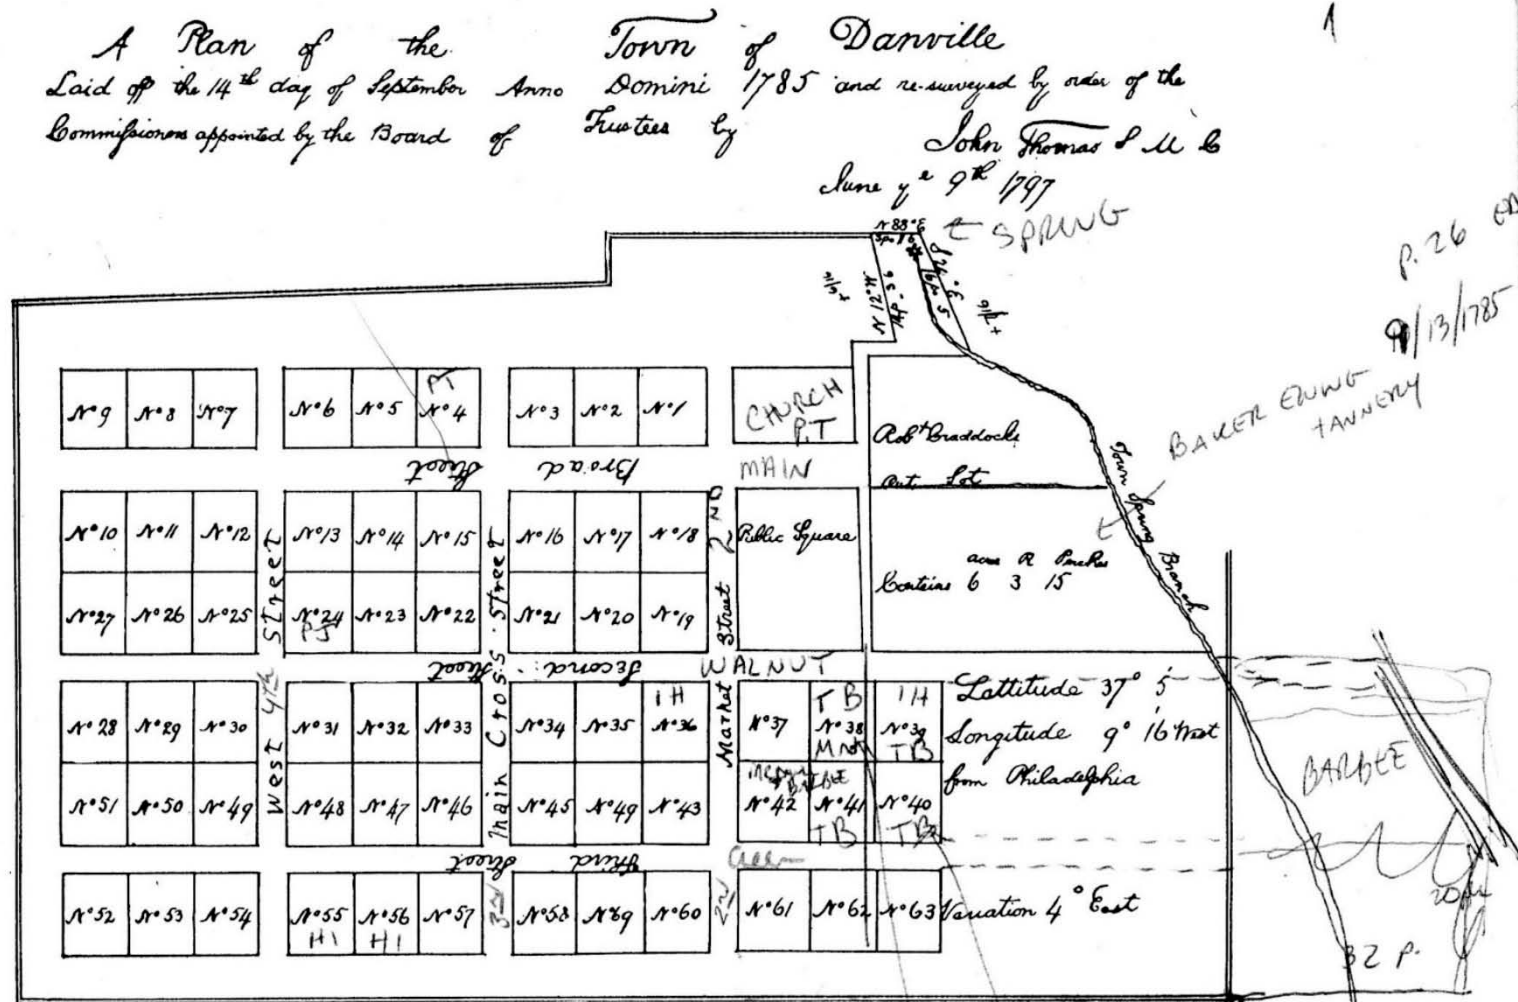 1
A Plan of the Town of Danville
Laid off the 14th day of September Anno Domini 1785 and re-surveyed by order of the
Commissioners appointed by the Board of Trustees by
John Thomas S M C
June ye 9th 1797
← SPRING
P. 26
9/13/1785
BAKER EWING
TANNERY
N 88° E
N 12° W
S 26° E
No 9 No 8 No 7 No 6 No 5 No 4 No 3 No 2 No 1
PT
CHURCH
P.T
Robt Craddocks
Out Lot
Broad Street
MAIN
Town Spring Branch
No 10 No 11 No 12 No 13 No 14 No 15 No 16 No 17 No 18
Public Square
acres R Perches
Contains 6 3 15
No 27 No 26 No 25 No 24 No 23 No 22 No 21 No 20 No 19
PT
West Street
4th
Main Cross Street
3rd
Market Street
2ND
2nd
Second Street
WALNUT
No 28 No 29 No 30 No 31 No 32 No 33 No 34 No 35 No 36 No 37 No 38 No 39
IH
TB
IH
TB
Lattitude 37° 5'
Longitude 9° 16 West
from Philadelphia
BARBEE
No 51 No 50 No 49 No 48 No 47 No 46 No 45 No 49 No 43 No 42 No 41 No 40
BARBEE
TB
TB
Third Street
No 52 No 53 No 54 No 55 No 56 No 57 No 58 No 59 No 60 No 61 No 62 No 63
HI
HI
Variation 4° East
32 P.